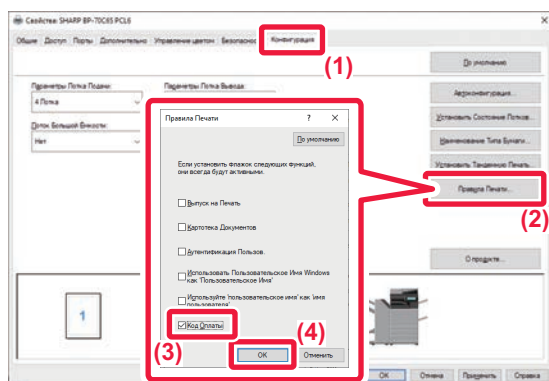 Свойства: SHARP BP-70C65 PCL6
Общие Доступ Порты Дополнительно Управление цветом Безопасность Конфигурация
(1)
По умолчанию
Параметры Лотка Подачи: Параметры Лотка Вывода:
4 Лотка
Автоконфигурация...
Установить Состояние Лотков...
Лоток Большой Емкости:
Нет
Наименование Типа Бумаги...
Установить Тандемную Печать...
Правила Печати...
(2)
О продукте...
Правила Печати ? X
По умолчанию
Если установить флажок следующих функций,
они всегда будут активными.
Выпуск на Печать
Картотека Документов
Аутентификация Пользов.
Использовать Пользовательское Имя Windows
как 'Пользовательское Имя'
Используйте 'пользовательское имя' как 'имя
пользователя'
Код Оплаты
(3)
(4)
OK Отменить
1
OK Отмена Применить Справка